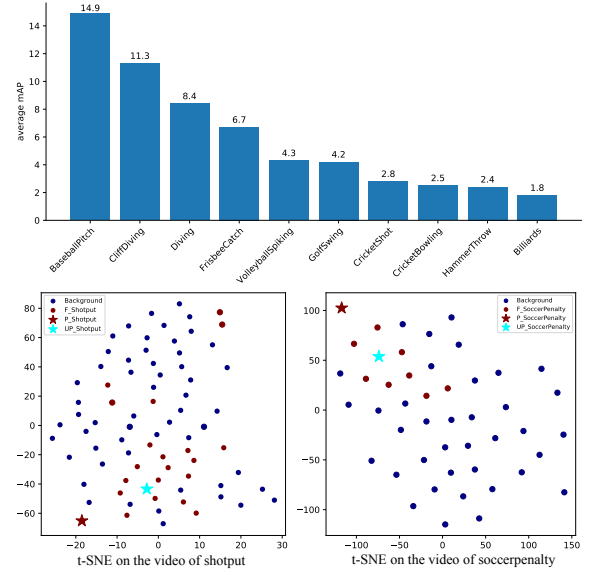 14.9
11.3
8.4
6.7
4.3
4.2
2.8
2.5
2.4
1.8
average mAP
14
12
10
8
6
4
2
0
BaseballPitch
CliffDiving
Diving
FrisbeeCatch
VolleyballSpiking
GolfSwing
CricketShot
CricketBowling
HammerThrow
Billiards
Background
F_Shotput
P_Shotput
UP_Shotput
80
60
40
20
0
−20
−40
−60
−20 −10 0 10 20 30
t-SNE on the video of shotput
Background
F_SoccerPenalty
P_SoccerPenalty
UP_SoccerPenalty
100
50
0
−50
−100
−100 −50 0 50 100 150
t-SNE on the video of soccerpenalty